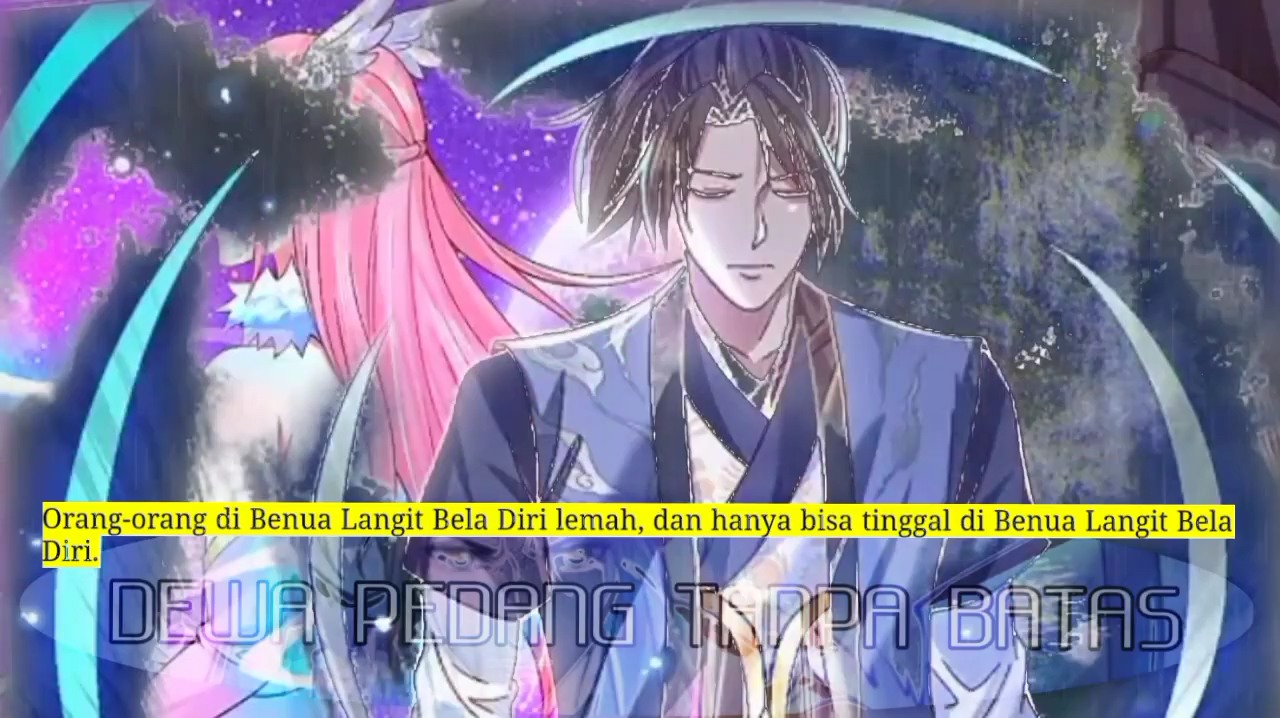 Orang-orang di Benua Langit Bela Diri lemah, dan hanya bisa tinggal di Benua Langit Bela
Diri.
DEWA PEDANG TANPA BATAS